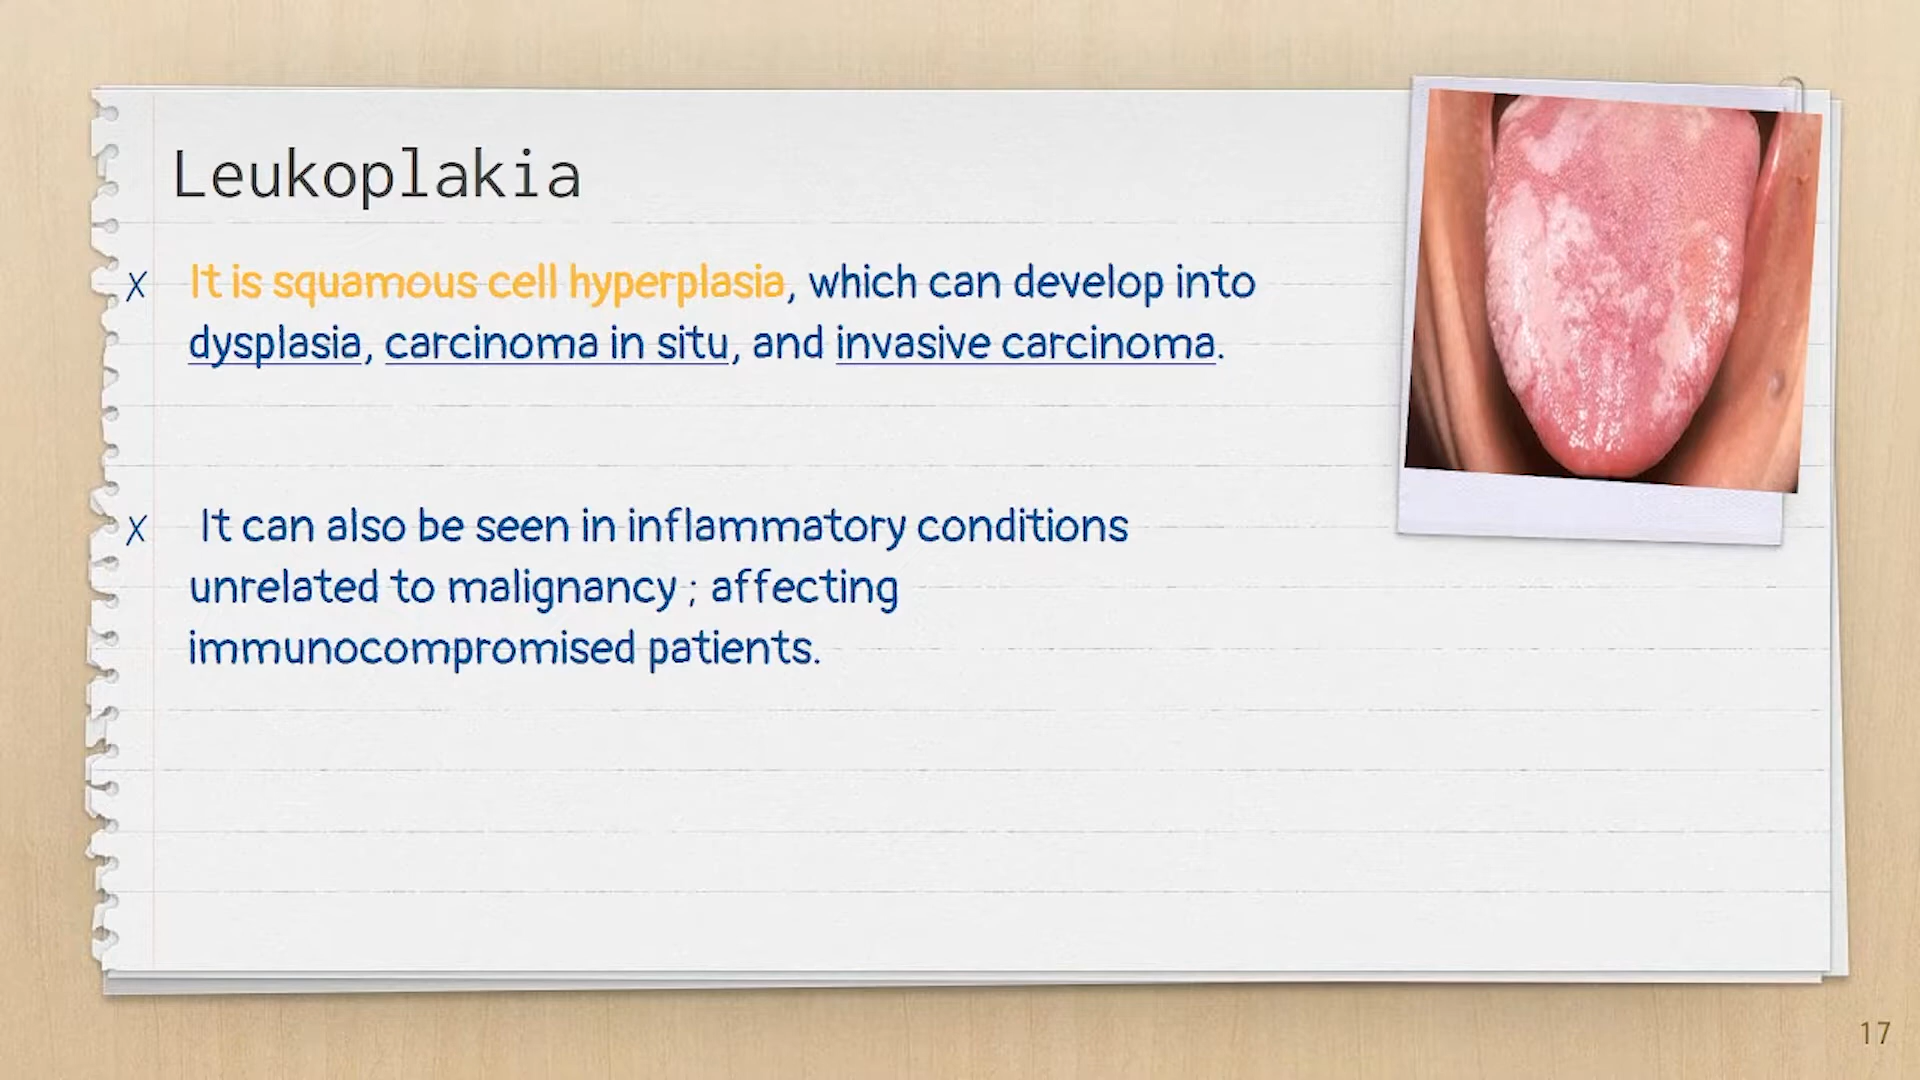 Leukoplakia
X It is squamous cell hyperplasia, which can develop into
dysplasia, carcinoma in situ, and invasive carcinoma.
X It can also be seen in inflammatory conditions
unrelated to malignancy ; affecting
immunocompromised patients.
17